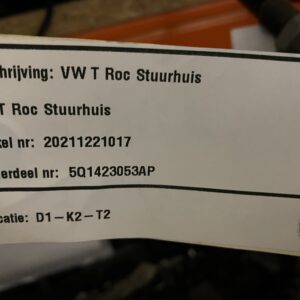 hrijving: VW T Roc Stuurhuis
T Roc Stuurhuis
kel nr: 20211221017
erdeel nr: 5Q1423053AP
catie: D1-K2-T2